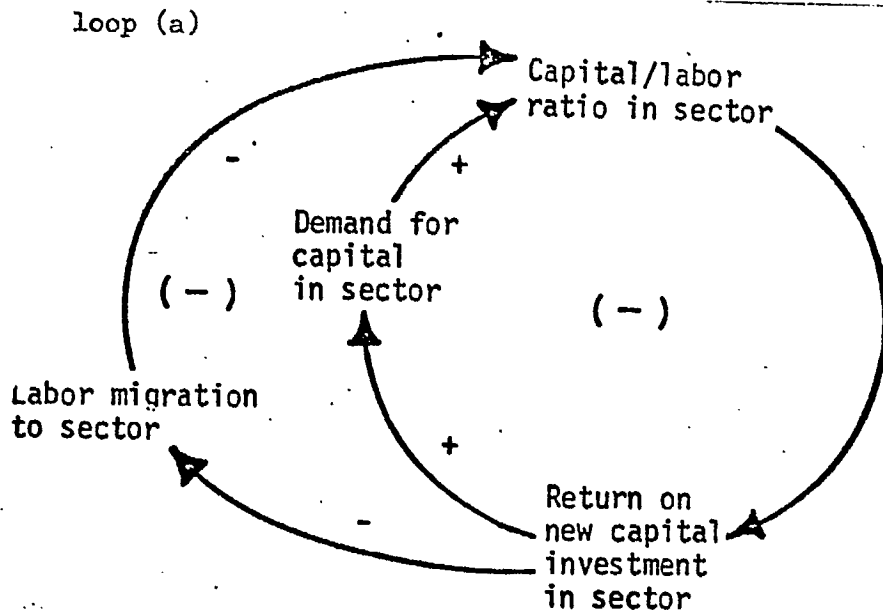 loop (a)
Capital/labor
ratio in sector
-
+
Demand for
capital
in sector
(-)
(-)
Labor migration
to sector
+
-
Return on
new capital
investment
in sector